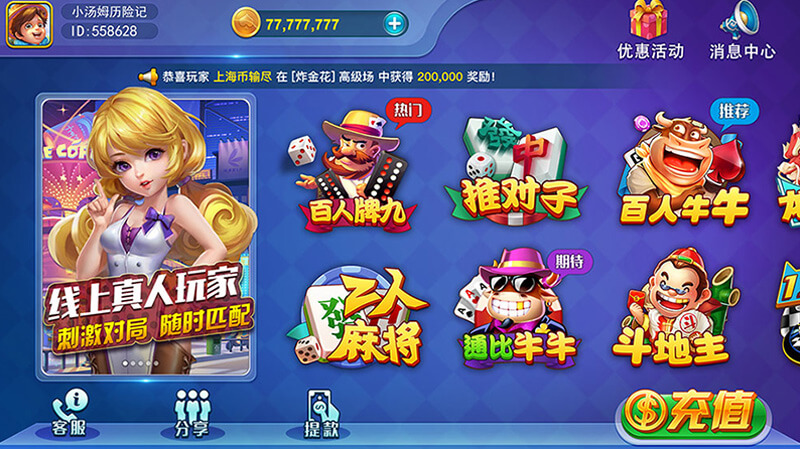 小汤姆历险记
ID:558628
77,777,777
优惠活动
消息中心
恭喜玩家 上海币输尽 在 [炸金花] 高级场 中获得 200,000 奖励!
热门
百人牌九
發
中
推对子
推荐
百人牛牛
线上真人玩家
刺激对局 随时匹配
二人
麻将
期待
通比牛牛
斗地主
客服
分享
提款
充值